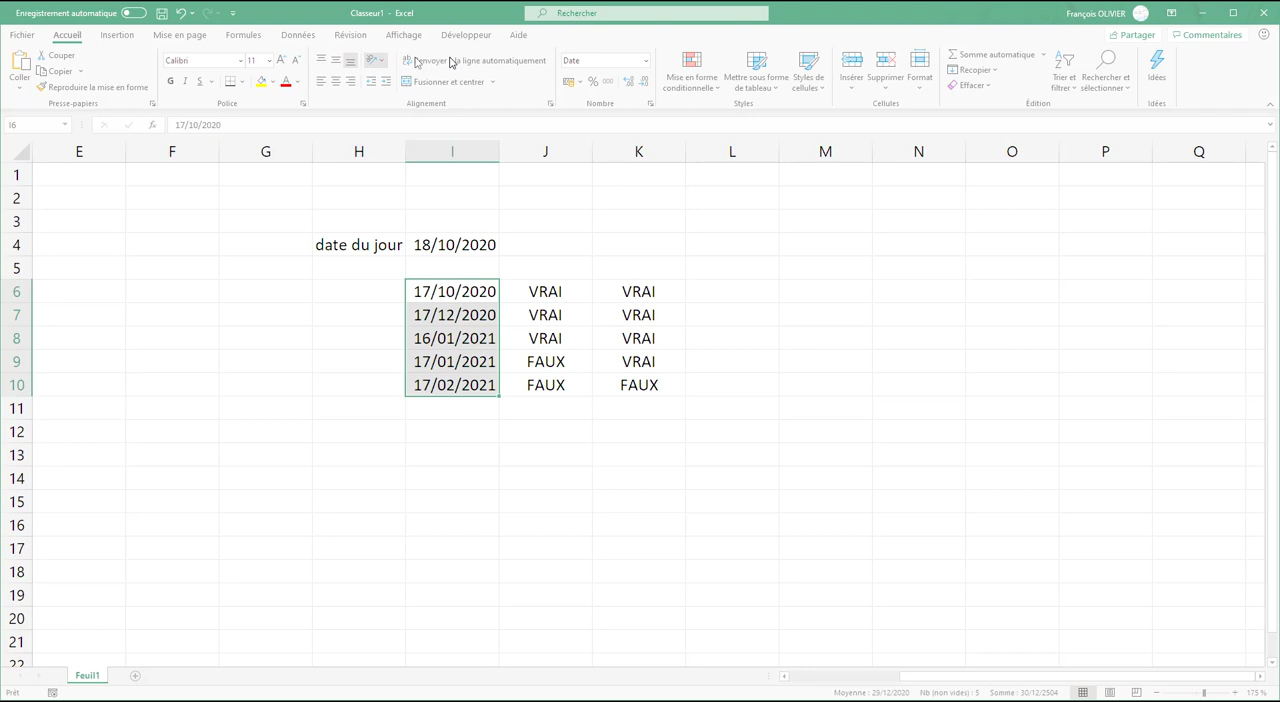 Enregistrement automatique
Classeur1 - Excel
Rechercher
François OLIVIER
Fichier Accueil Insertion Mise en page Formules Données Révision Affichage Développeur Aide
Partager Commentaires
Coller
Couper
Copier
Reproduire la mise en forme
Presse-papiers
Calibri 11 A A
G I S A
Police
ligne automatiquement
Fusionner et centrer
Alignement
Date
% 000
Nombre
Mise en forme conditionnelle
Mettre sous forme de tableau
Styles de cellules
Styles
Insérer Supprimer Format
Cellules
Somme automatique
Recopier
Effacer
Trier et filtrer
Rechercher et sélectionner
Édition
Idées
Idées
I6 fx 17/10/2020
E F G H I J K L M N O P Q
1
2
3
4 date du jour 18/10/2020
5
6 17/10/2020 VRAI VRAI
7 17/12/2020 VRAI VRAI
8 16/01/2021 VRAI VRAI
9 17/01/2021 FAUX VRAI
10 17/02/2021 FAUX FAUX
11
12
13
14
15
16
17
18
19
20
21
22
Feuil1
Prêt
Moyenne : 29/12/2020 Nb (non vides) : 5 Somme : 30/12/2504
175 %